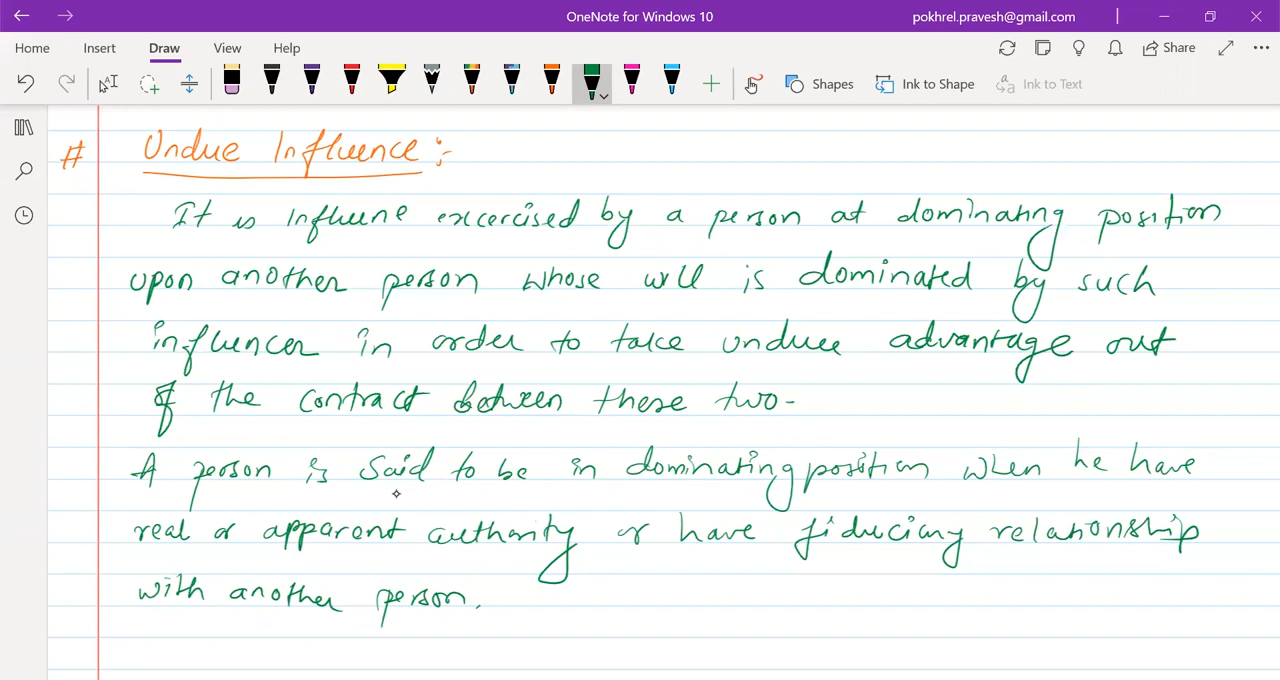 OneNote for Windows 10
pokhrel.pravesh@gmail.com
Home Insert Draw View Help
Share
Shapes Ink to Shape Ink to Text
# Undue Influence :-
It is Influene excercised by a person at dominating position
upon another person whose will is dominated by such
influencer in order to take undue advantage out
of the contract between these two-
A person is said to be in dominating position when he have
real or apparent authority or have fiduciary relationship
with another person.